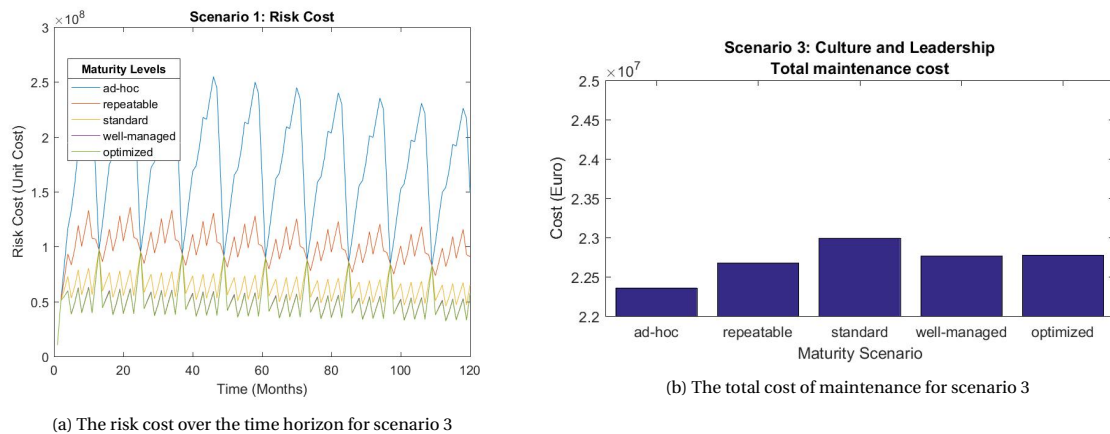 Scenario 1: Risk Cost
×10^8
3
2.5
2
1.5
1
0.5
0
Risk Cost (Unit Cost)
Maturity Levels
ad-hoc
repeatable
standard
well-managed
optimized
0 20 40 60 80 100 120
Time (Months)
(a) The risk cost over the time horizon for scenario 3
Scenario 3: Culture and Leadership
Total maintenance cost
×10^7
2.5
2.45
2.4
2.35
2.3
2.25
2.2
Cost (Euro)
ad-hoc repeatable standard well-managed optimized
Maturity Scenario
(b) The total cost of maintenance for scenario 3